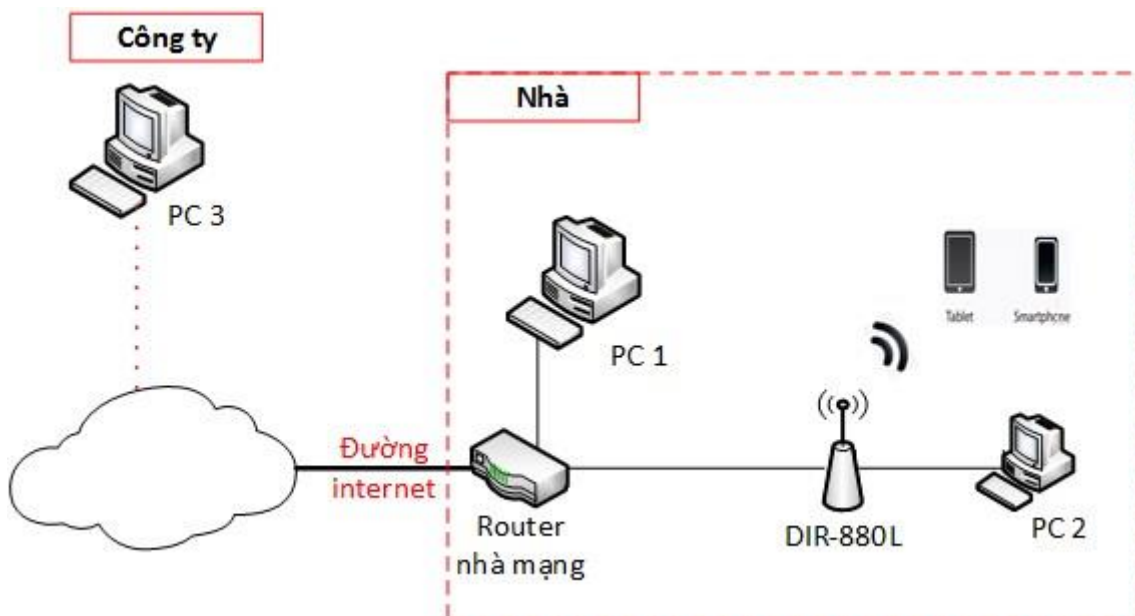 Công ty
PC 3
Nhà
PC 1
Tablet
Smartphone
Đường
internet
Router
nhà mạng
DIR-880L
PC 2